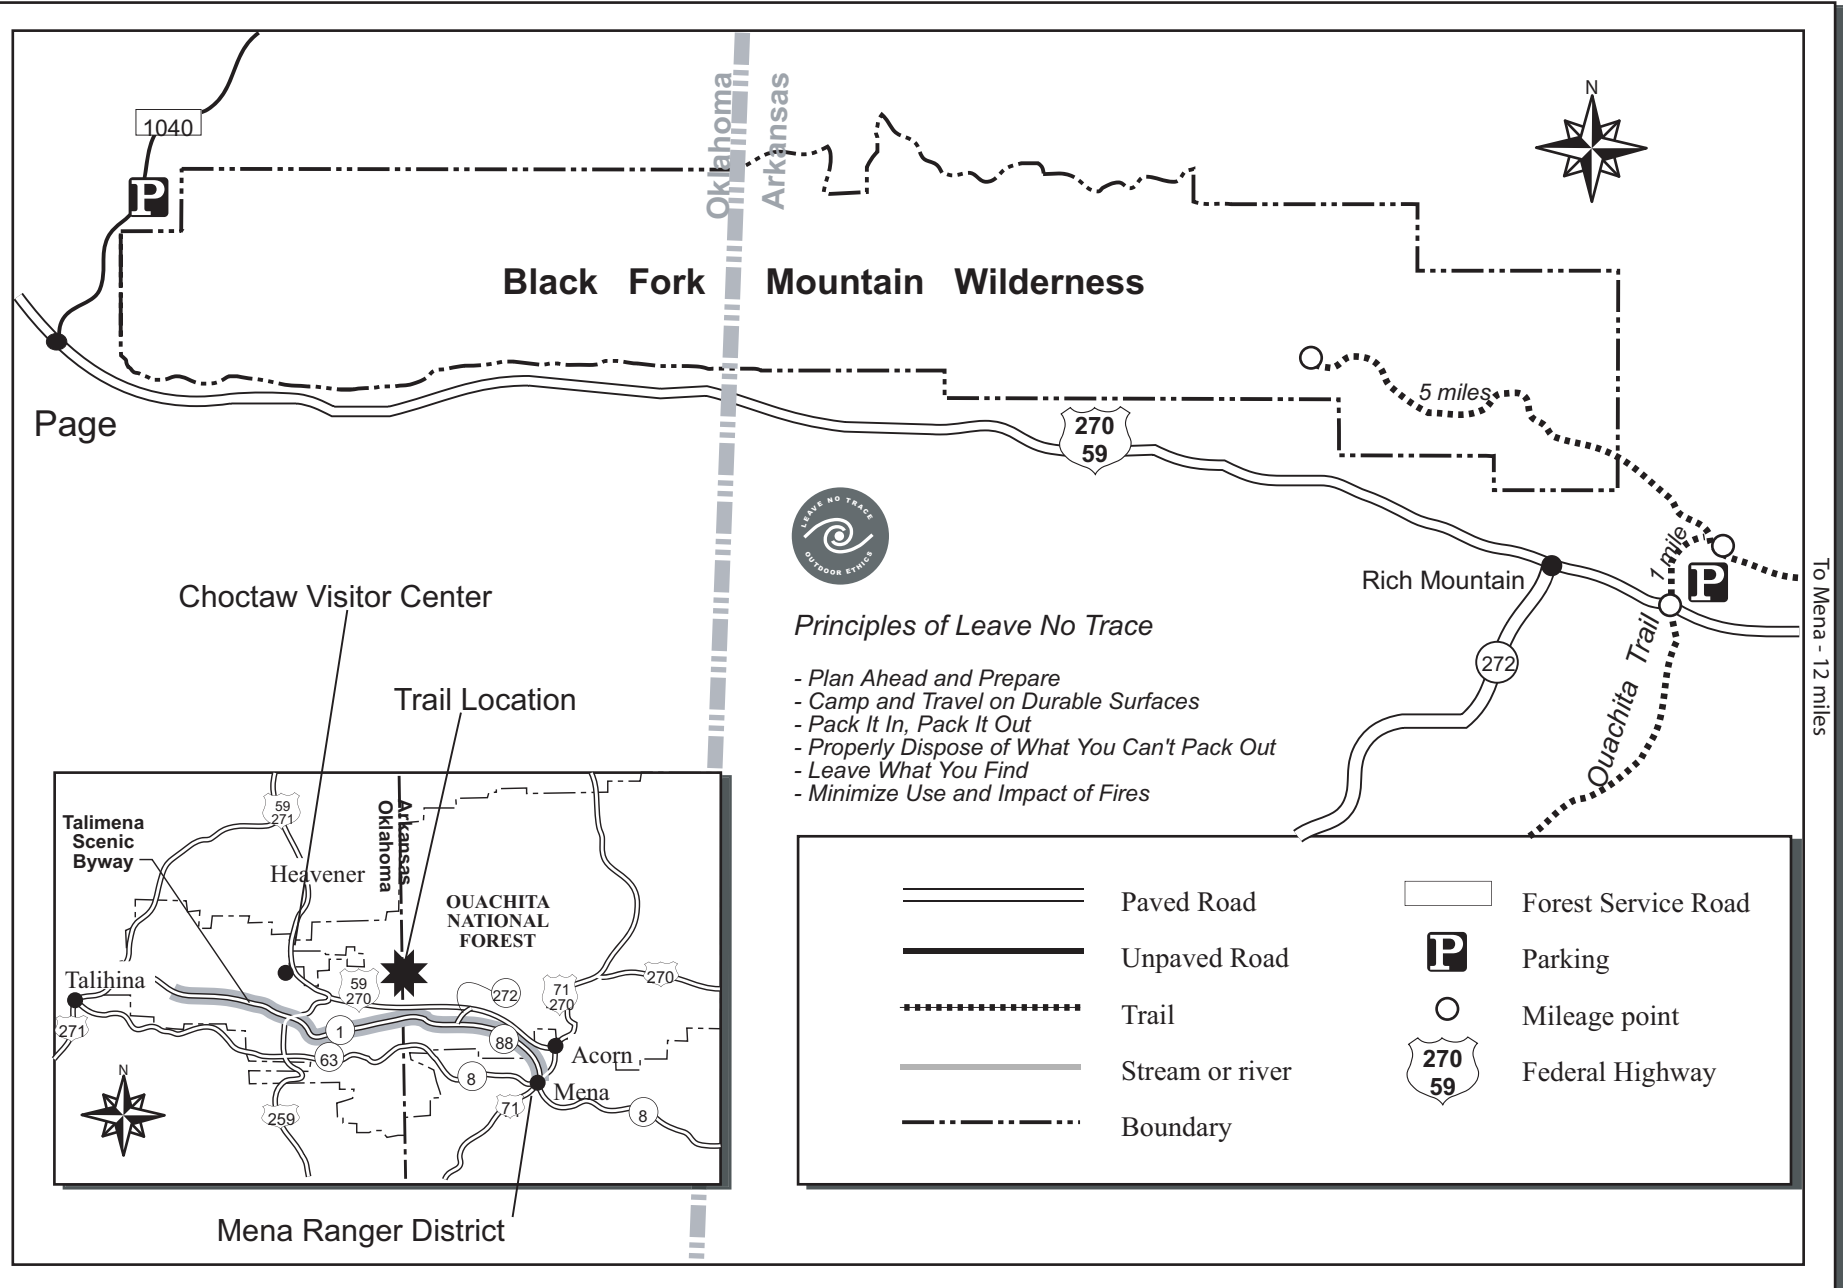 N
1040
P
Oklahoma
Arkansas
Black Fork Mountain Wilderness
5 miles
Page
270
59
LEAVE NO TRACE
OUTDOOR ETHICS
1 mile
P
Rich Mountain
Ouachita Trail
272
To Mena - 12 miles
Principles of Leave No Trace
- Plan Ahead and Prepare
- Camp and Travel on Durable Surfaces
- Pack It In, Pack It Out
- Properly Dispose of What You Can't Pack Out
- Leave What You Find
- Minimize Use and Impact of Fires
Choctaw Visitor Center
Trail Location
Talimena
Scenic
Byway
59
271
Heavener
Arkansas
Oklahoma
OUACHITA
NATIONAL
FOREST
Talihina
59
270
272
71
270
270
271
1
88
63
Acorn
8
Mena
N
259
71
8
Mena Ranger District
Paved Road
Unpaved Road
Trail
Stream or river
Boundary
Forest Service Road
P
Parking
Mileage point
270
59
Federal Highway